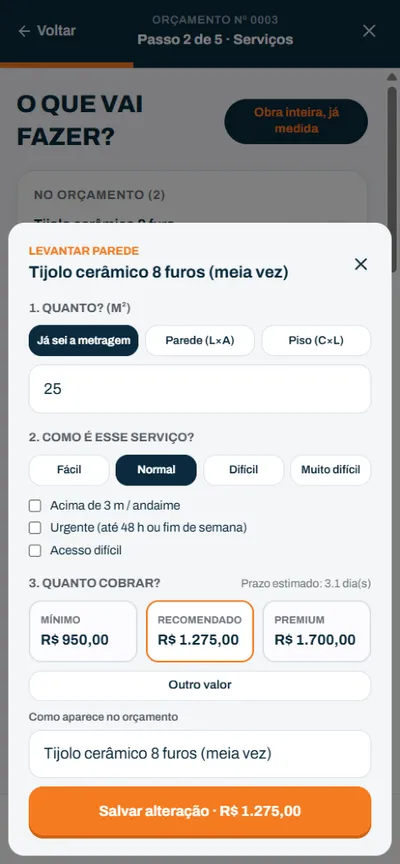 Voltar
ORÇAMENTO Nº 0003
Passo 2 de 5 · Serviços
O QUE VAI
FAZER?
Obra inteira, já
medida
NO ORÇAMENTO (2)
LEVANTAR PAREDE
Tijolo cerâmico 8 furos (meia vez)
1. QUANTO? (M²)
Já sei a metragem
Parede (L×A)
Piso (C×L)
25
2. COMO É ESSE SERVIÇO?
Fácil
Normal
Difícil
Muito difícil
Acima de 3 m / andaime
Urgente (até 48 h ou fim de semana)
Acesso difícil
3. QUANTO COBRAR?
Prazo estimado: 3.1 dia(s)
MÍNIMO
R$ 950,00
RECOMENDADO
R$ 1.275,00
PREMIUM
R$ 1.700,00
Outro valor
Como aparece no orçamento
Tijolo cerâmico 8 furos (meia vez)
Salvar alteração · R$ 1.275,00